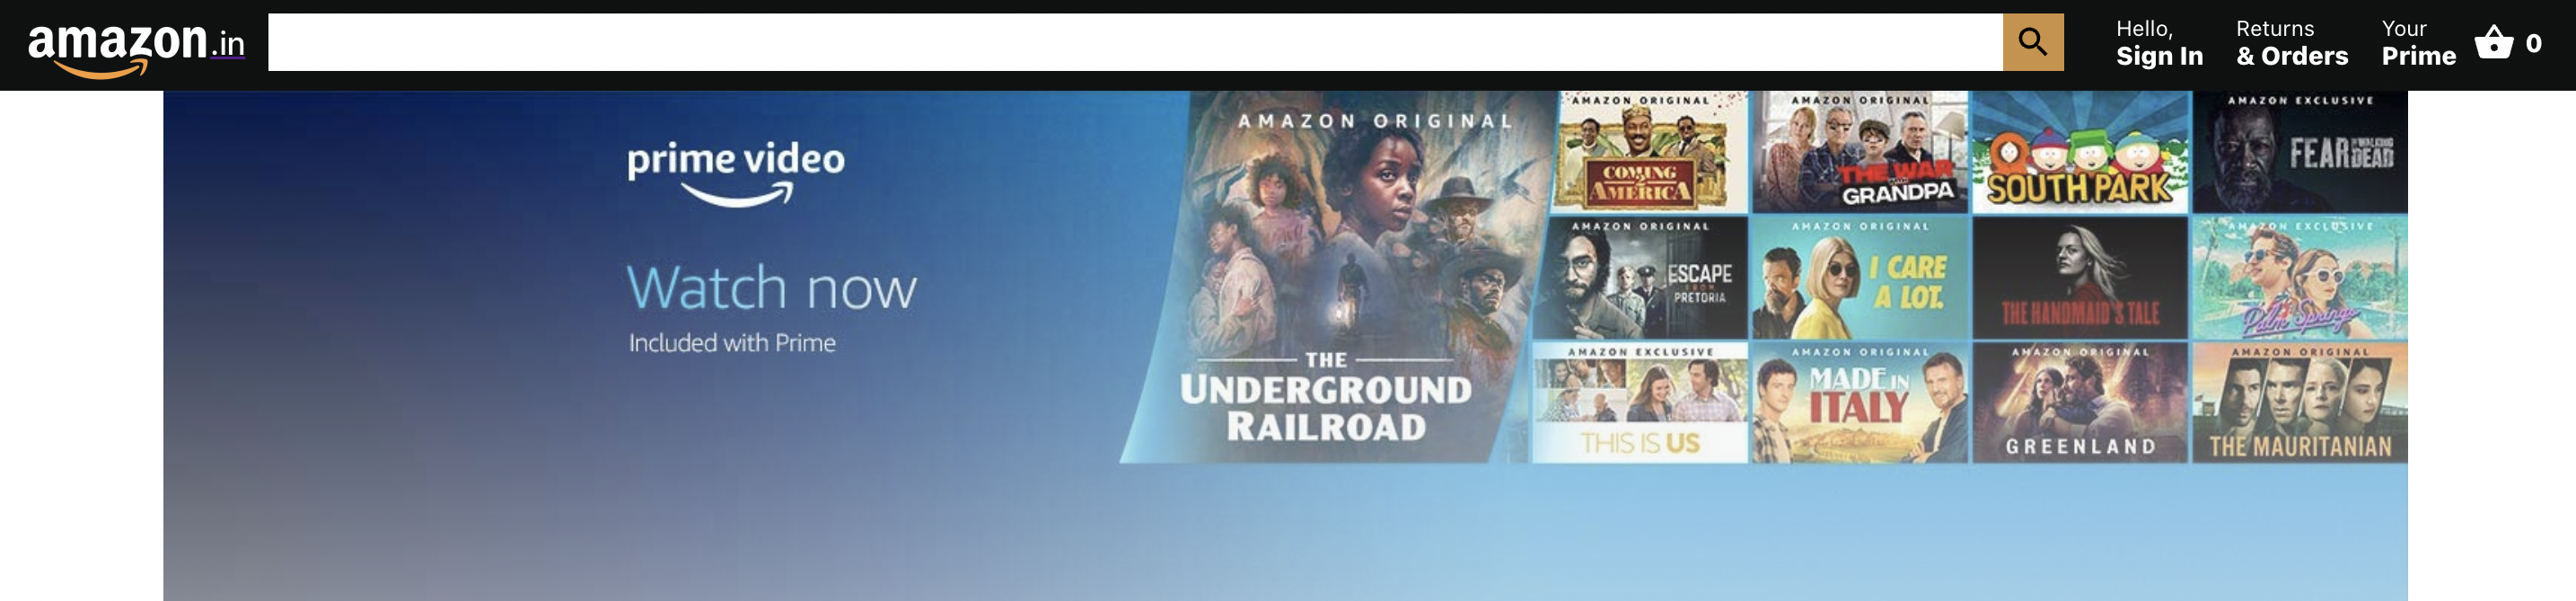 amazon.in
Hello,
Sign In
Returns
& Orders
Your
Prime
0
prime video
Watch now
Included with Prime
AMAZON ORIGINAL
THE
UNDERGROUND
RAILROAD
AMAZON ORIGINAL
COMING
AMERICA
AMAZON ORIGINAL
THE WAR
GRANDPA
SOUTH PARK
AMAZON EXCLUSIVE
FEAR THE WALKING DEAD
AMAZON ORIGINAL
ESCAPE
FROM
PRETORIA
AMAZON ORIGINAL
I CARE
A LOT.
THE HANDMAID'S TALE
AMAZON EXCLUSIVE
Palm Springs
AMAZON EXCLUSIVE
THIS IS US
AMAZON ORIGINAL
MADE IN
ITALY
AMAZON ORIGINAL
GREENLAND
AMAZON ORIGINAL
THE MAURITANIAN